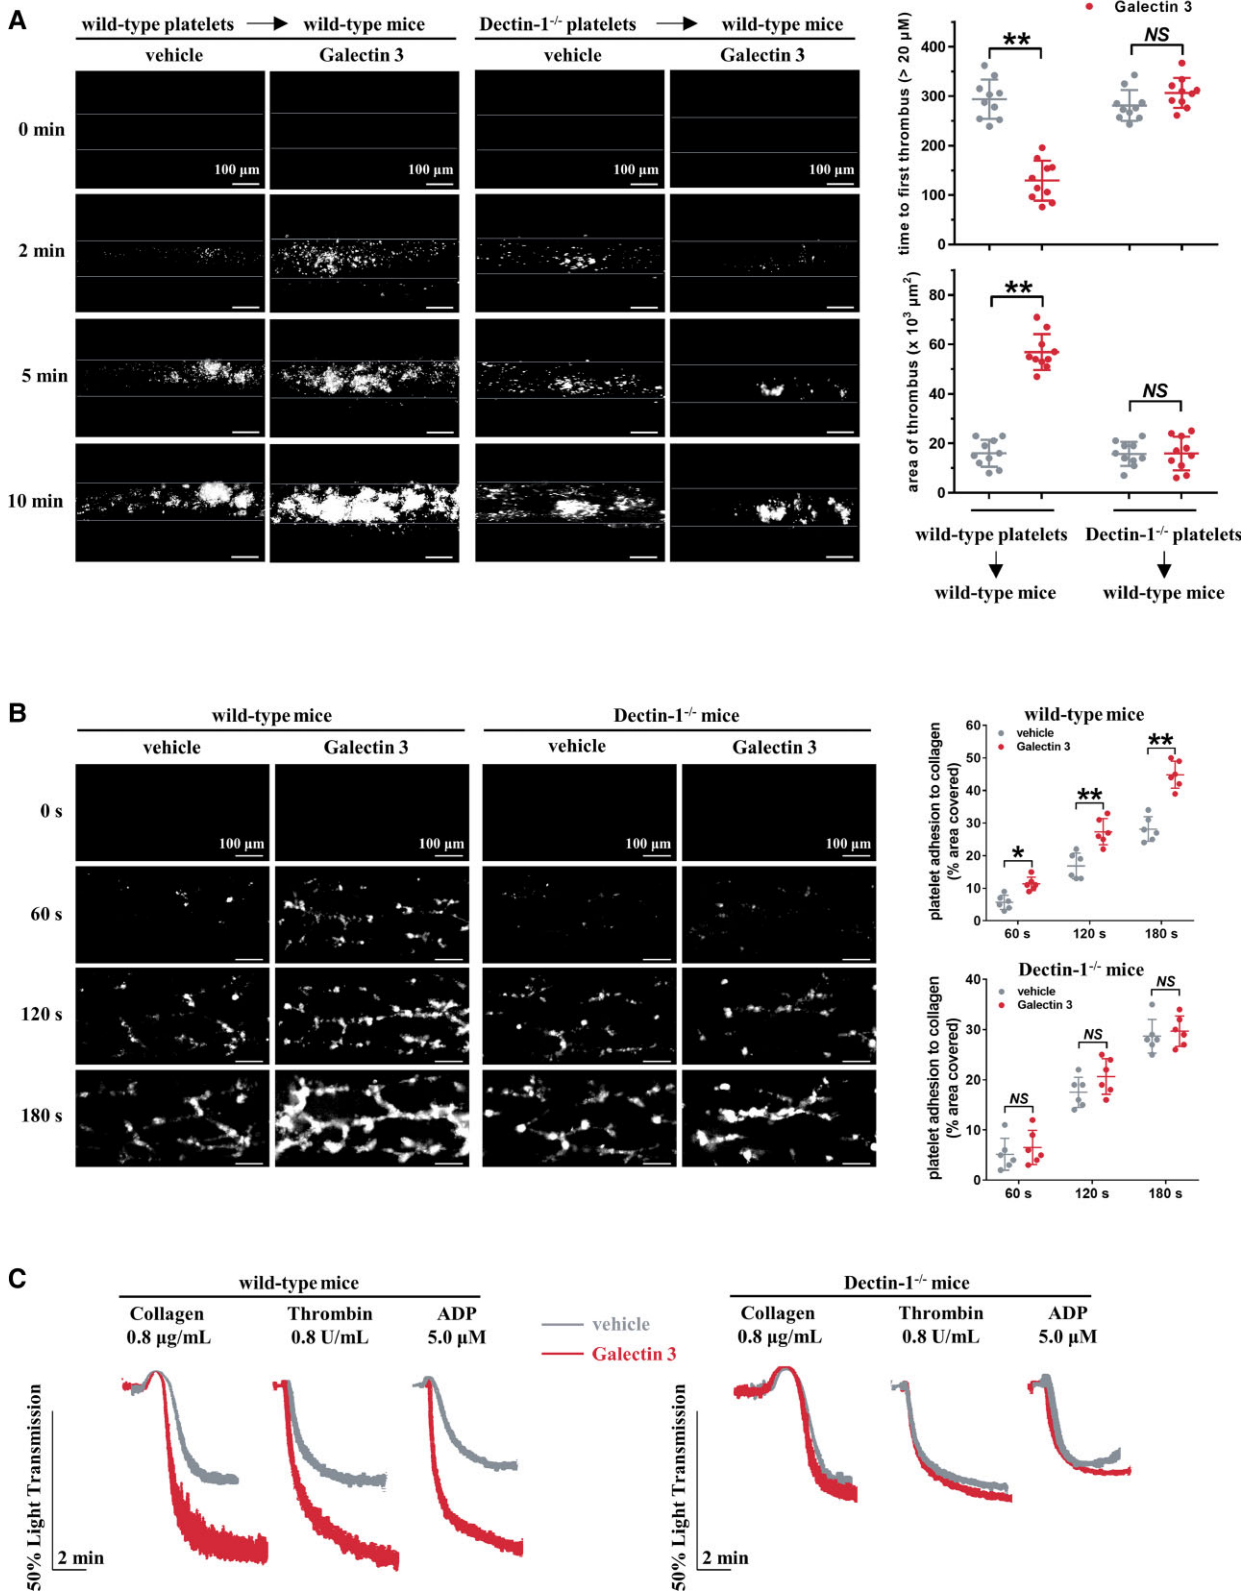 A
wild-type platelets → wild-type mice
Dectin-1-/- platelets → wild-type mice
vehicle
Galectin 3
vehicle
Galectin 3
0 min
100 µm
100 µm
100 µm
100 µm
2 min
5 min
10 min
Galectin 3
time to first thrombus (> 20 µM)
400
300
200
100
0
**
NS
area of thrombus (x 10³ µm²)
80
60
40
20
0
**
NS
wild-type platelets
Dectin-1-/- platelets
wild-type mice
wild-type mice
B
wild-type mice
Dectin-1-/- mice
vehicle
Galectin 3
vehicle
Galectin 3
0 s
100 µm
100 µm
100 µm
100 µm
60 s
120 s
180 s
wild-type mice
vehicle
Galectin 3
platelet adhesion to collagen
(% area covered)
60
50
40
30
20
10
0
*
**
**
60 s
120 s
180 s
Dectin-1-/- mice
vehicle
Galectin 3
platelet adhesion to collagen
(% area covered)
40
30
20
10
0
NS
NS
NS
60 s
120 s
180 s
C
wild-type mice
Collagen
0.8 µg/mL
Thrombin
0.8 U/mL
ADP
5.0 µM
vehicle
Galectin 3
50% Light Transmission
2 min
Dectin-1-/- mice
Collagen
0.8 µg/mL
Thrombin
0.8 U/mL
ADP
5.0 µM
50% Light Transmission
2 min